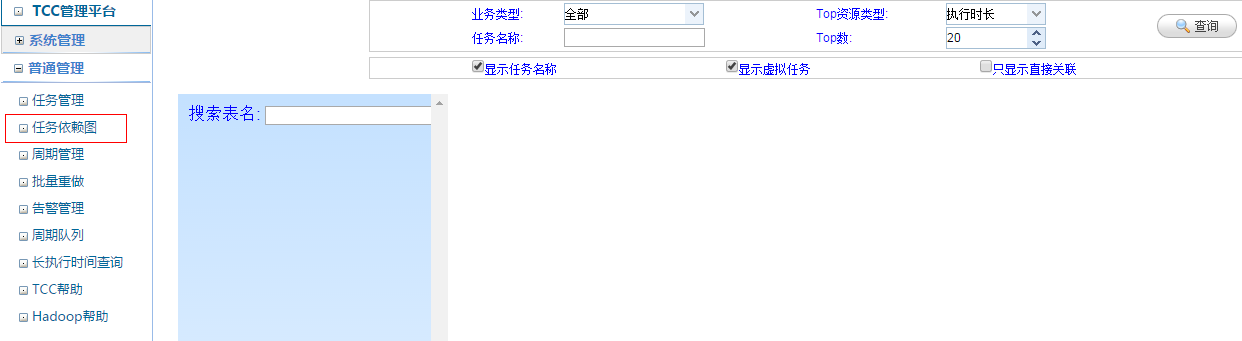 TCC管理平台
系统管理
普通管理
任务管理
任务依赖图
周期管理
批量重做
告警管理
周期队列
长执行时间查询
TCC帮助
Hadoop帮助
业务类型: 全部 Top资源类型: 执行时长
任务名称: Top数: 20
查询
显示任务名称 显示虚拟任务 只显示直接关联
搜索表名: